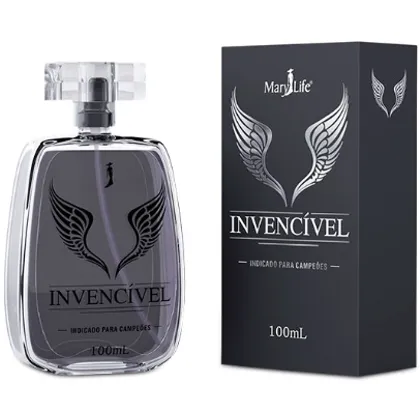 INVENCÍVEL
INDICADO PARA CAMPEÕES
100mL
Mary Life®
INVENCÍVEL
INDICADO PARA CAMPEÕES
100mL